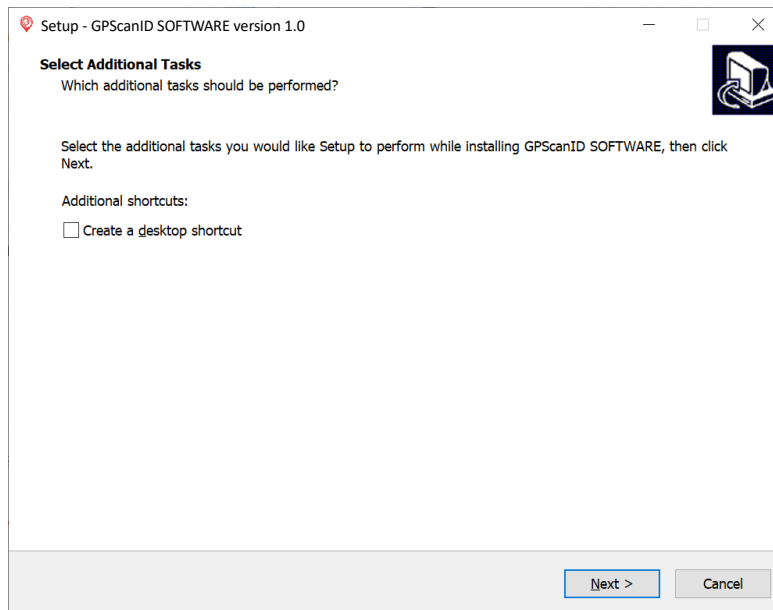 Setup - GPScanID SOFTWARE version 1.0
Select Additional Tasks
Which additional tasks should be performed?
Select the additional tasks you would like Setup to perform while installing GPScanID SOFTWARE, then click
Next.
Additional shortcuts:
Create a desktop shortcut
Next >
Cancel